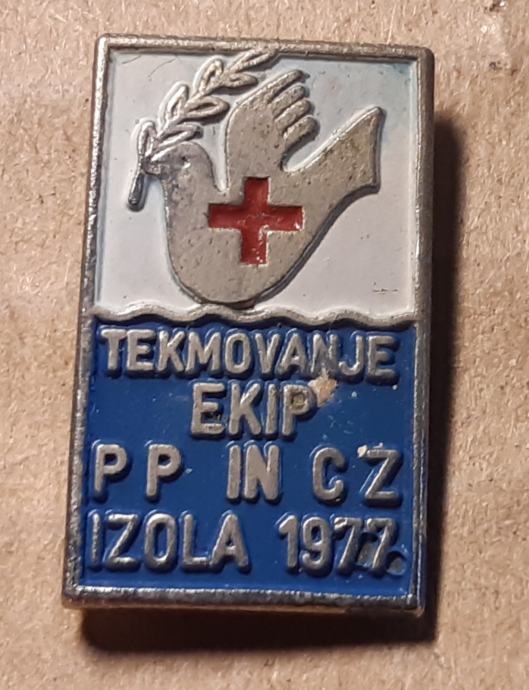 TEKMOVANJE
EKIP
PP IN CZ
IZOLA 1977.